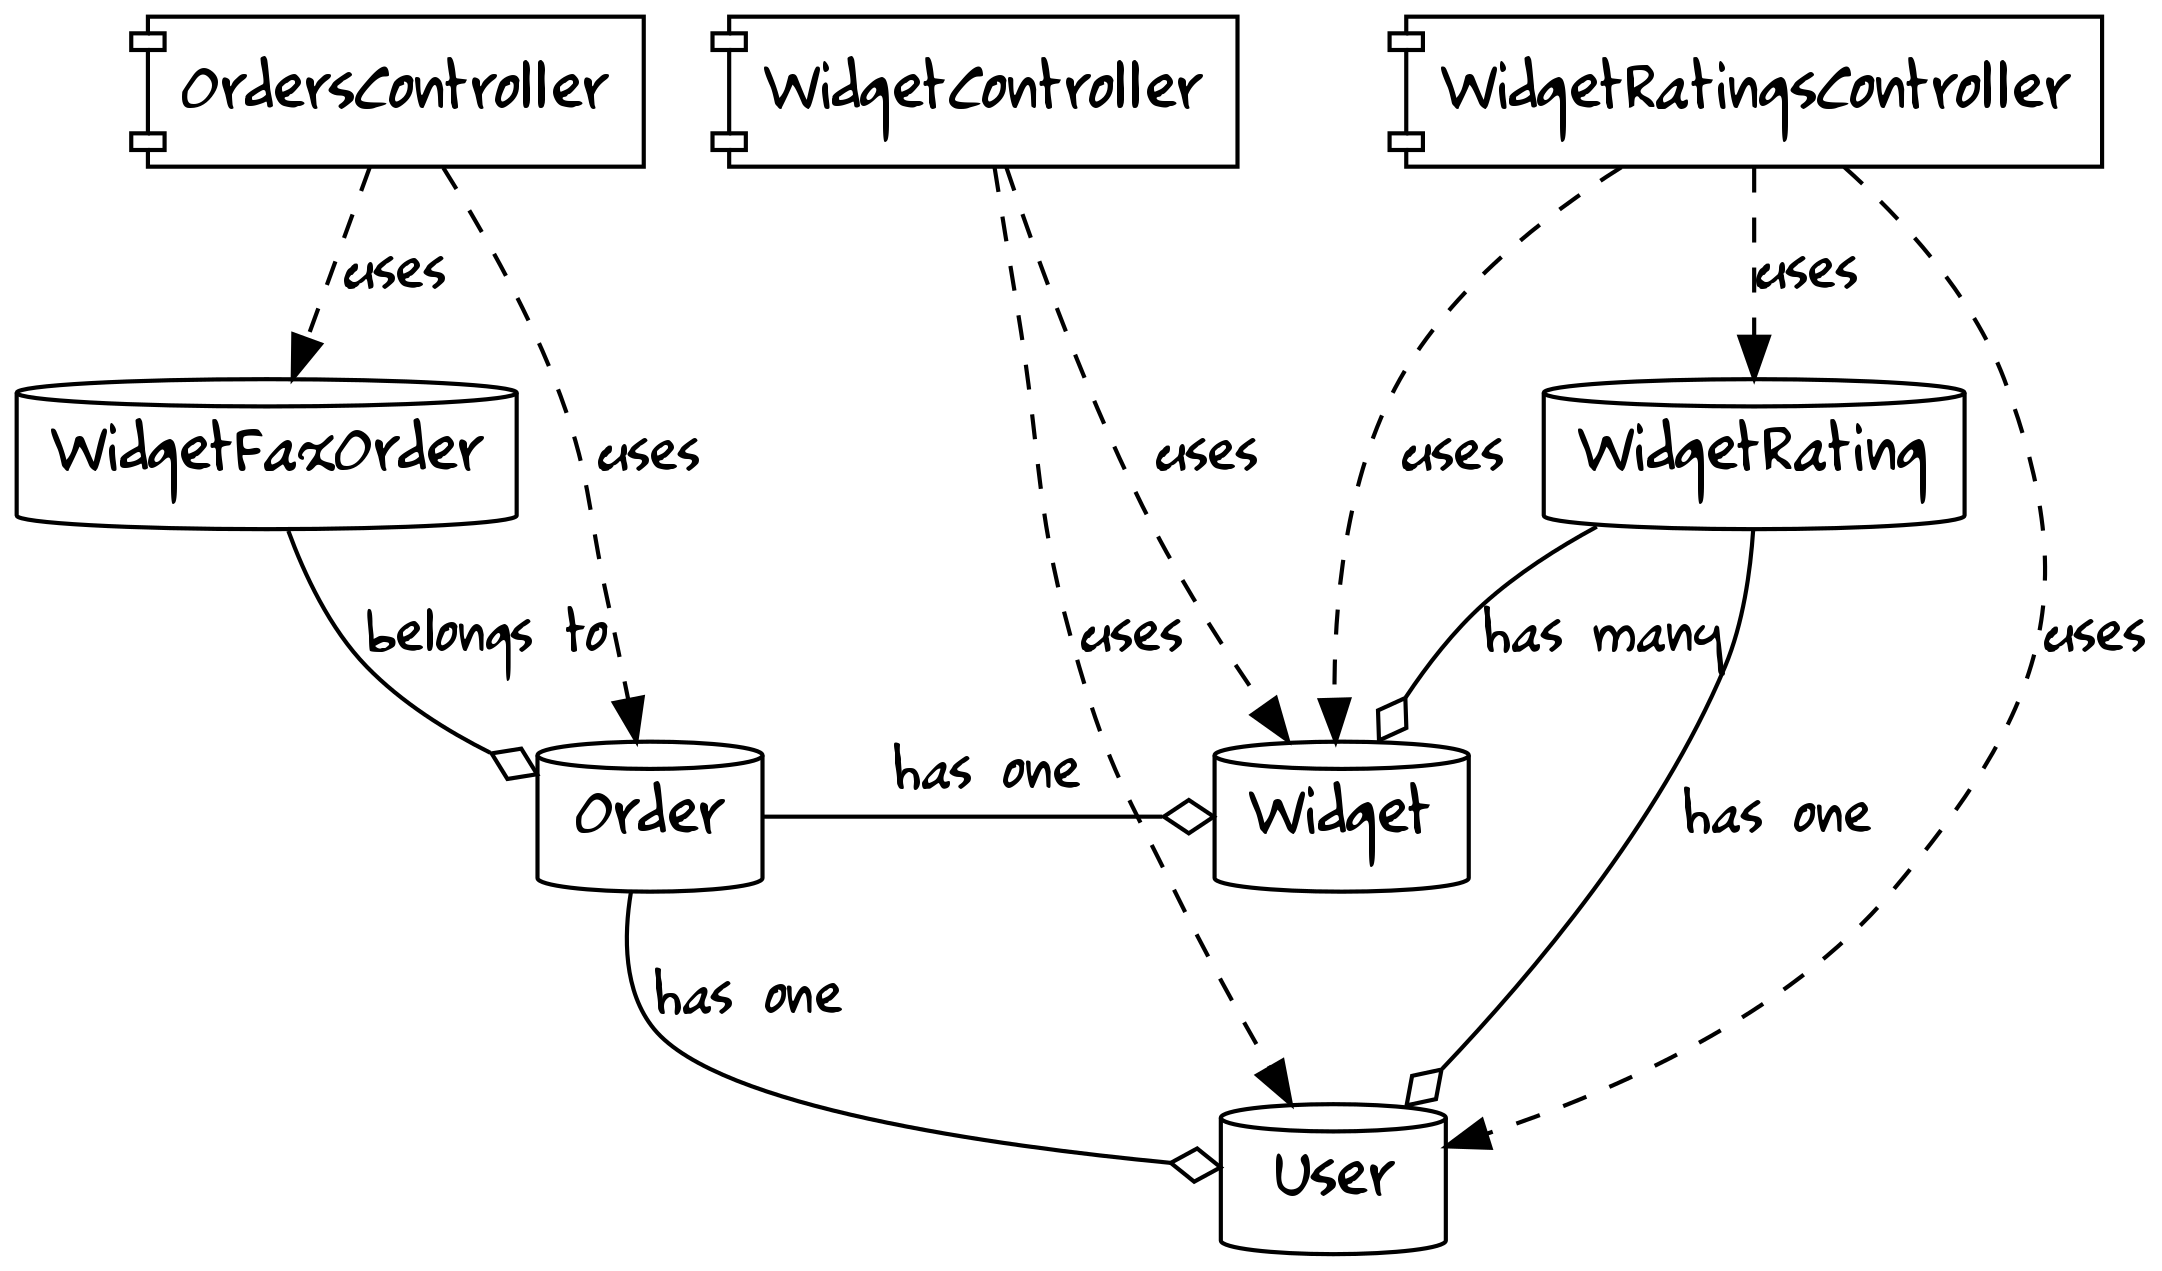 OrdersController
WidgetController
WidgetRatingsController
uses
uses
WidgetFaxOrder
WidgetRating
uses
uses
uses
belongs to
uses
has many
uses
has one
has one
Order
Widget
has one
User